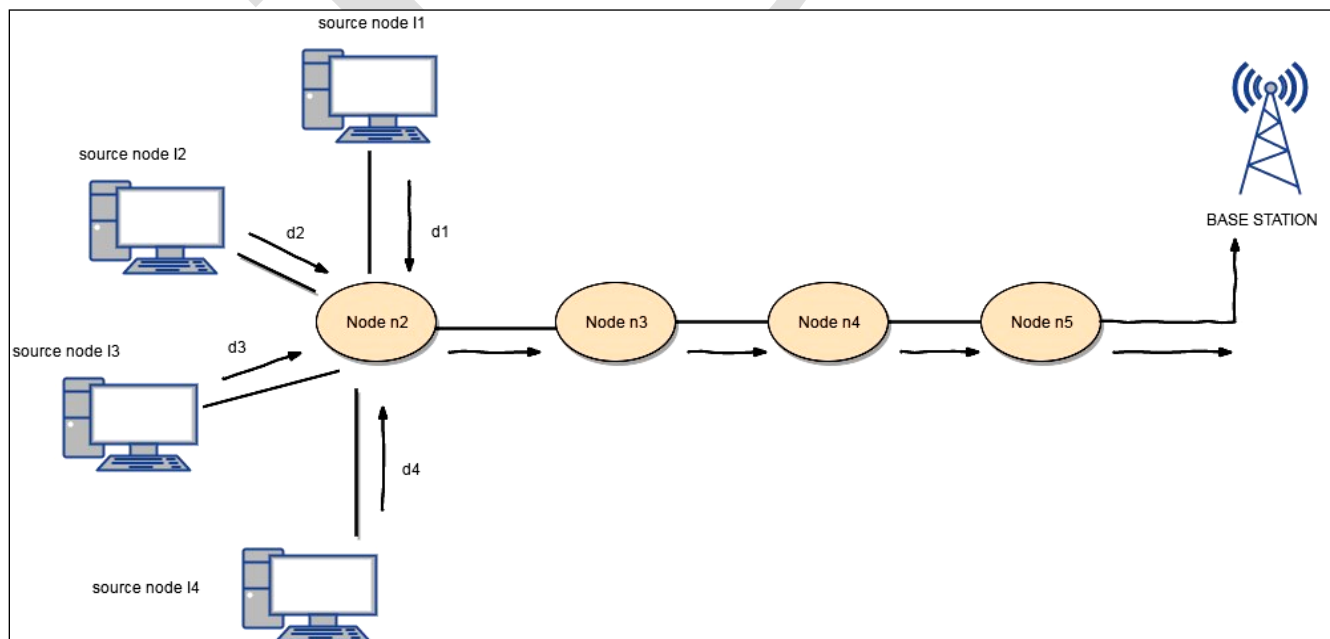 source node I1
source node I2
d2
d1
BASE STATION
Node n2
Node n3
Node n4
Node n5
source node I3
d3
d4
source node I4